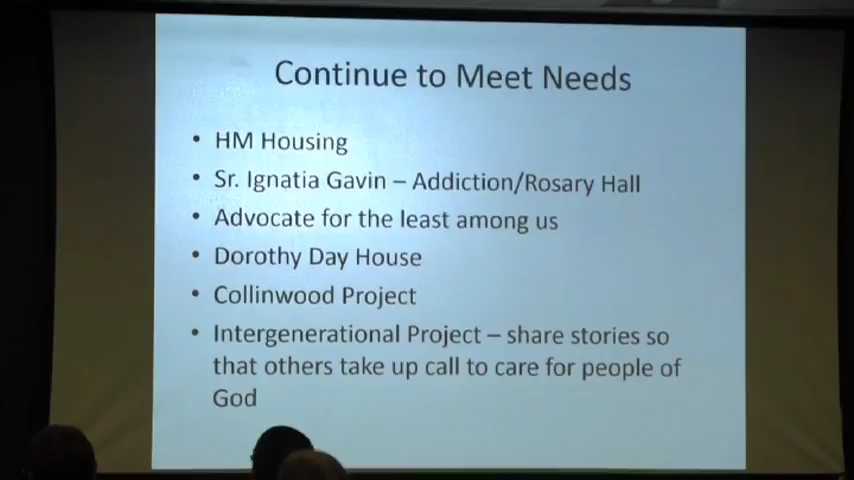 Continue to Meet Needs
• HM Housing
• Sr. Ignatia Gavin – Addiction/Rosary Hall
• Advocate for the least among us
• Dorothy Day House
• Collinwood Project
• Intergenerational Project – share stories so
that others take up call to care for people of
God